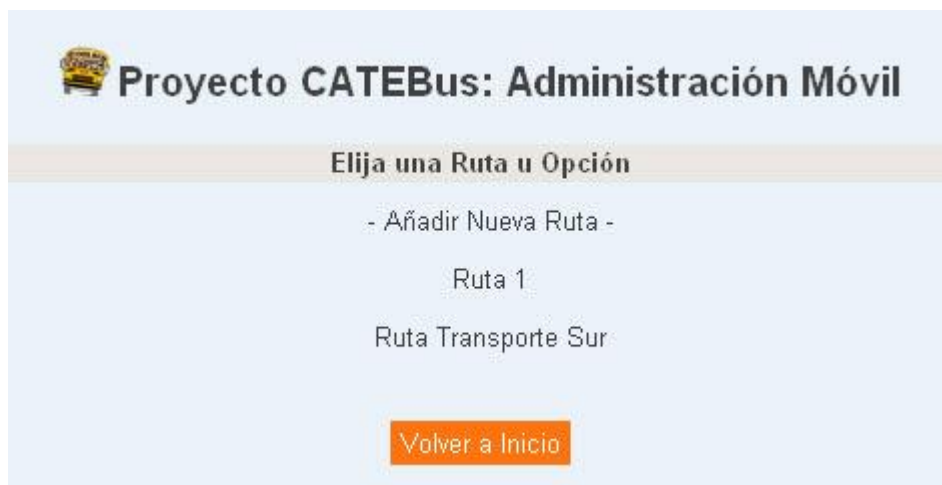 Proyecto CATEBus: Administración Móvil
Elija una Ruta u Opción
- Añadir Nueva Ruta -
Ruta 1
Ruta Transporte Sur
Volver a Inicio